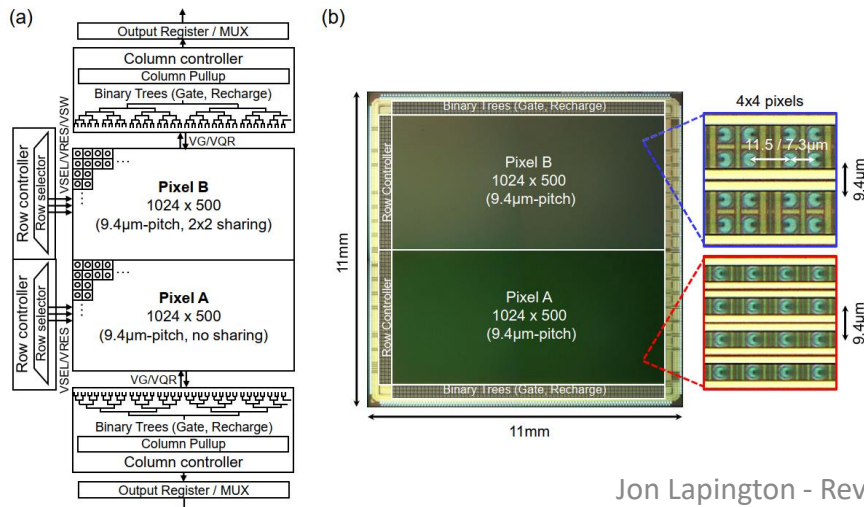 (a)
Output Register / MUX
Column controller
Column Pullup
Binary Trees (Gate, Recharge)
VG/VQR
Row controller
Row selector
VSEL/VRES/VSW
Pixel B
1024 x 500
(9.4µm-pitch, 2x2 sharing)
Row controller
Row selector
VSEL/VRES
Pixel A
1024 x 500
(9.4µm-pitch, no sharing)
VG/VQR
Binary Trees (Gate, Recharge)
Column Pullup
Column controller
Output Register / MUX
(b)
11mm
Binary Trees (Gate, Recharge)
Row Controller
Pixel B
1024 x 500
(9.4µm-pitch)
Row Controller
Pixel A
1024 x 500
(9.4µm-pitch)
Binary Trees (Gate, Recharge)
11mm
4x4 pixels
11.5 / 7.3µm
9.4µm
9.4µm
Jon Lapington - Rev